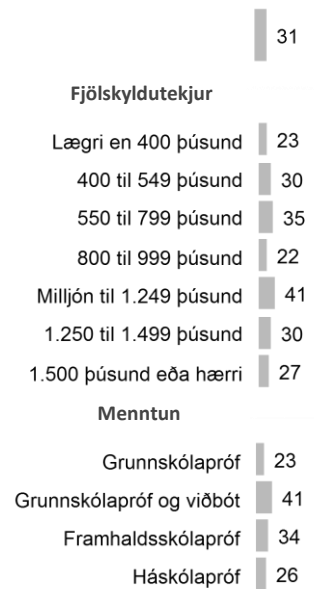 31
Fjölskyldutekjur
Lægri en 400 þúsund 23
400 til 549 þúsund 30
550 til 799 þúsund 35
800 til 999 þúsund 22
Milljón til 1.249 þúsund 41
1.250 til 1.499 þúsund 30
1.500 þúsund eða hærri 27
Menntun
Grunnskólapróf 23
Grunnskólapróf og viðbót 41
Framhaldsskólapróf 34
Háskólapróf 26